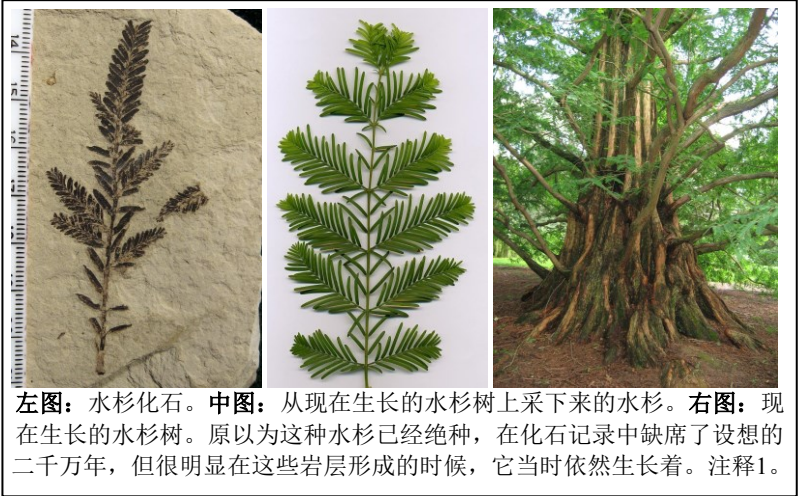 14
15
16
左图：水杉化石。中图：从现在生长的水杉树上采下来的水杉。右图：现
在生长的水杉树。原以为这种水杉已经绝种，在化石记录中缺席了设想的
二千万年，但很明显在这些岩层形成的时候，它当时依然生长着。注释1。